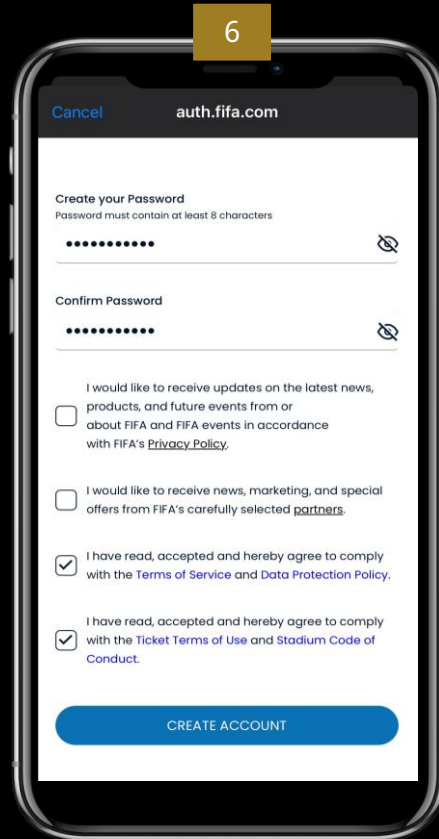 6
Cancel auth.fifa.com
Create your Password
Password must contain at least 8 characters
•••••••••••
Confirm Password
•••••••••••
I would like to receive updates on the latest news,
products, and future events from or
about FIFA and FIFA events in accordance
with FIFA's Privacy Policy.
I would like to receive news, marketing, and special
offers from FIFA's carefully selected partners.
I have read, accepted and hereby agree to comply
with the Terms of Service and Data Protection Policy.
I have read, accepted and hereby agree to comply
with the Ticket Terms of Use and Stadium Code of
Conduct.
CREATE ACCOUNT